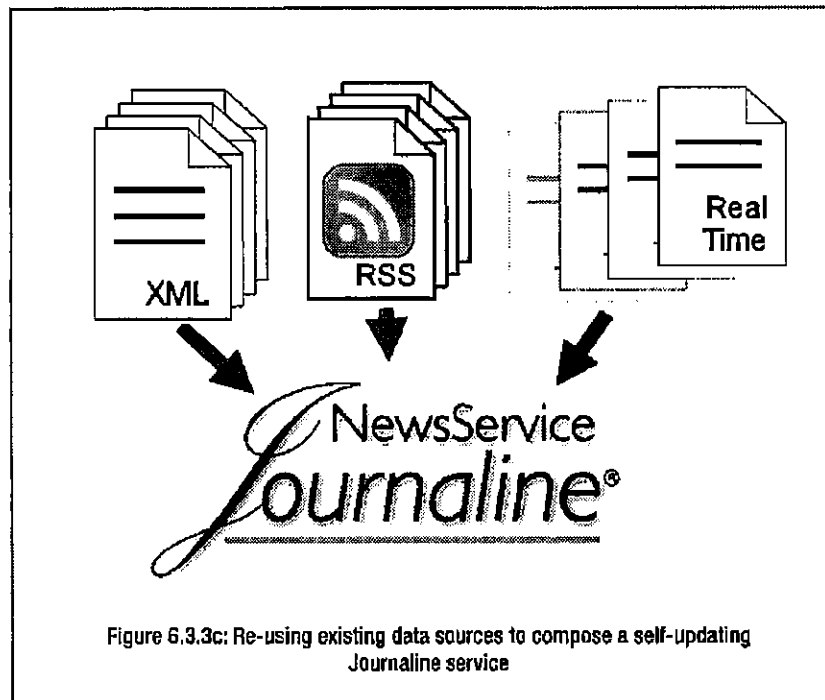 XML
RSS
Real
Time
NewsService
Journaline®
Figure 6.3.3c: Re-using existing data sources to compose a self-updating
Journaline service